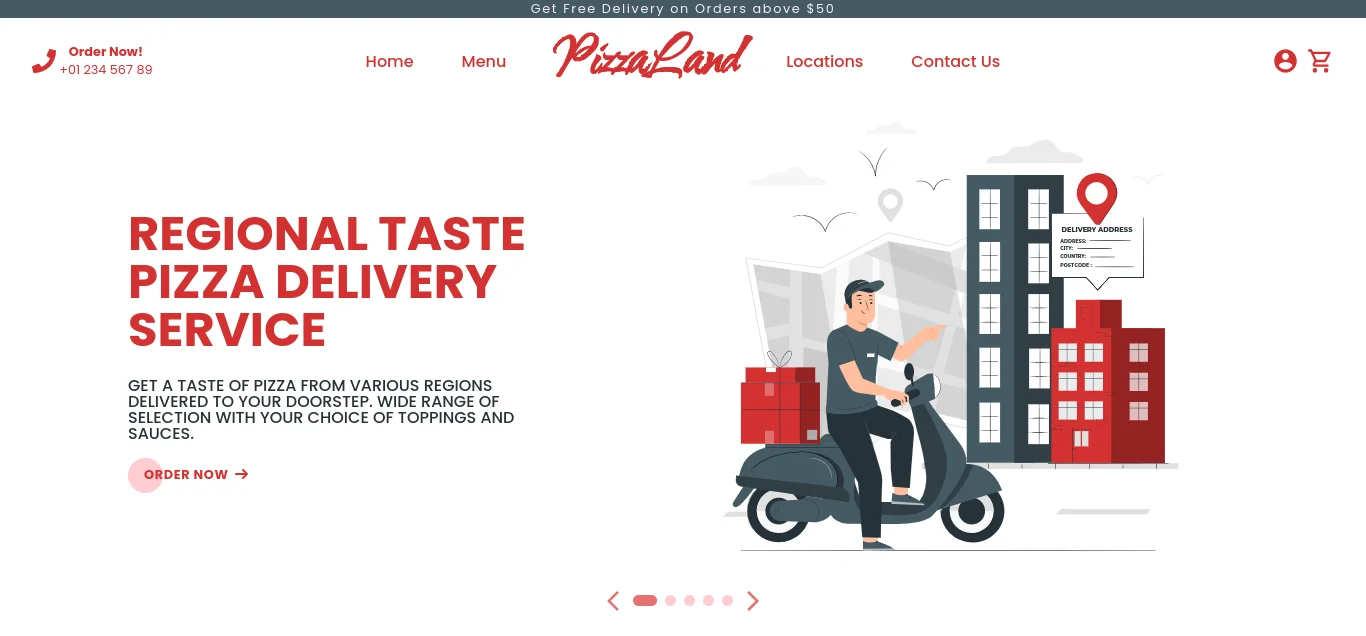 Get Free Delivery on Orders above $50
Order Now!
+01 234 567 89
Home
Menu
PizzaLand
Locations
Contact Us
REGIONAL TASTE
PIZZA DELIVERY
SERVICE
GET A TASTE OF PIZZA FROM VARIOUS REGIONS
DELIVERED TO YOUR DOORSTEP. WIDE RANGE OF
SELECTION WITH YOUR CHOICE OF TOPPINGS AND
SAUCES.
ORDER NOW
DELIVERY ADDRESS
ADDRESS:
CITY:
COUNTRY:
POSTCODE :